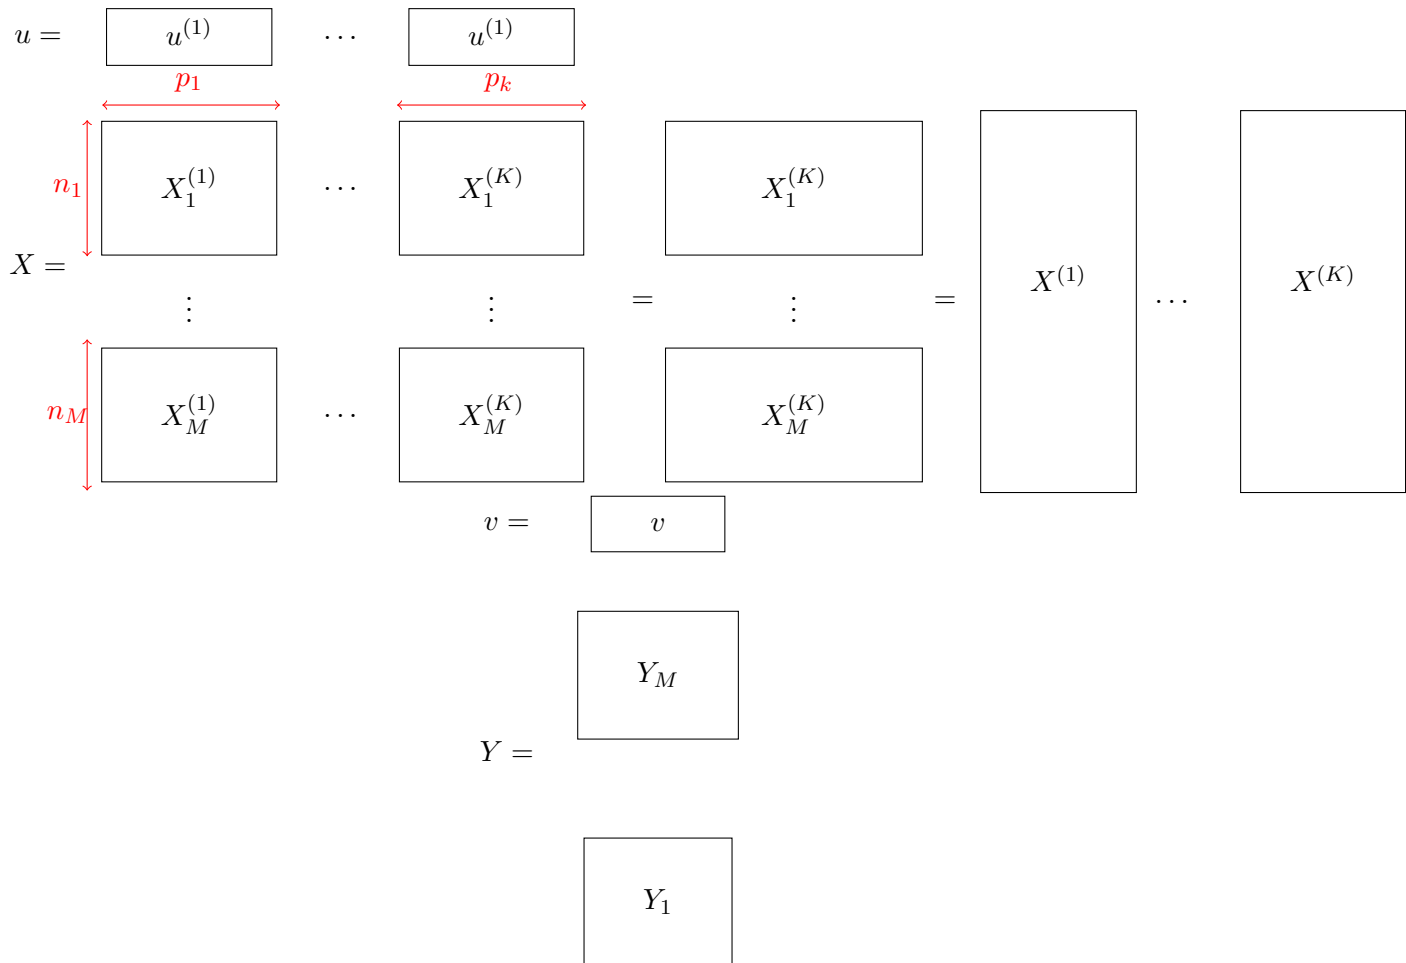 u = u^{(1)} ⋯ u^{(1)}
p_1 p_k
n_1 X_1^{(1)} ⋯ X_1^{(K)} X_1^{(K)}
X = ⋮ ⋮ = ⋮ = X^{(1)} ⋯ X^{(K)}
n_M X_M^{(1)} ⋯ X_M^{(K)} X_M^{(K)}
v = v
Y_M
Y =
Y_1